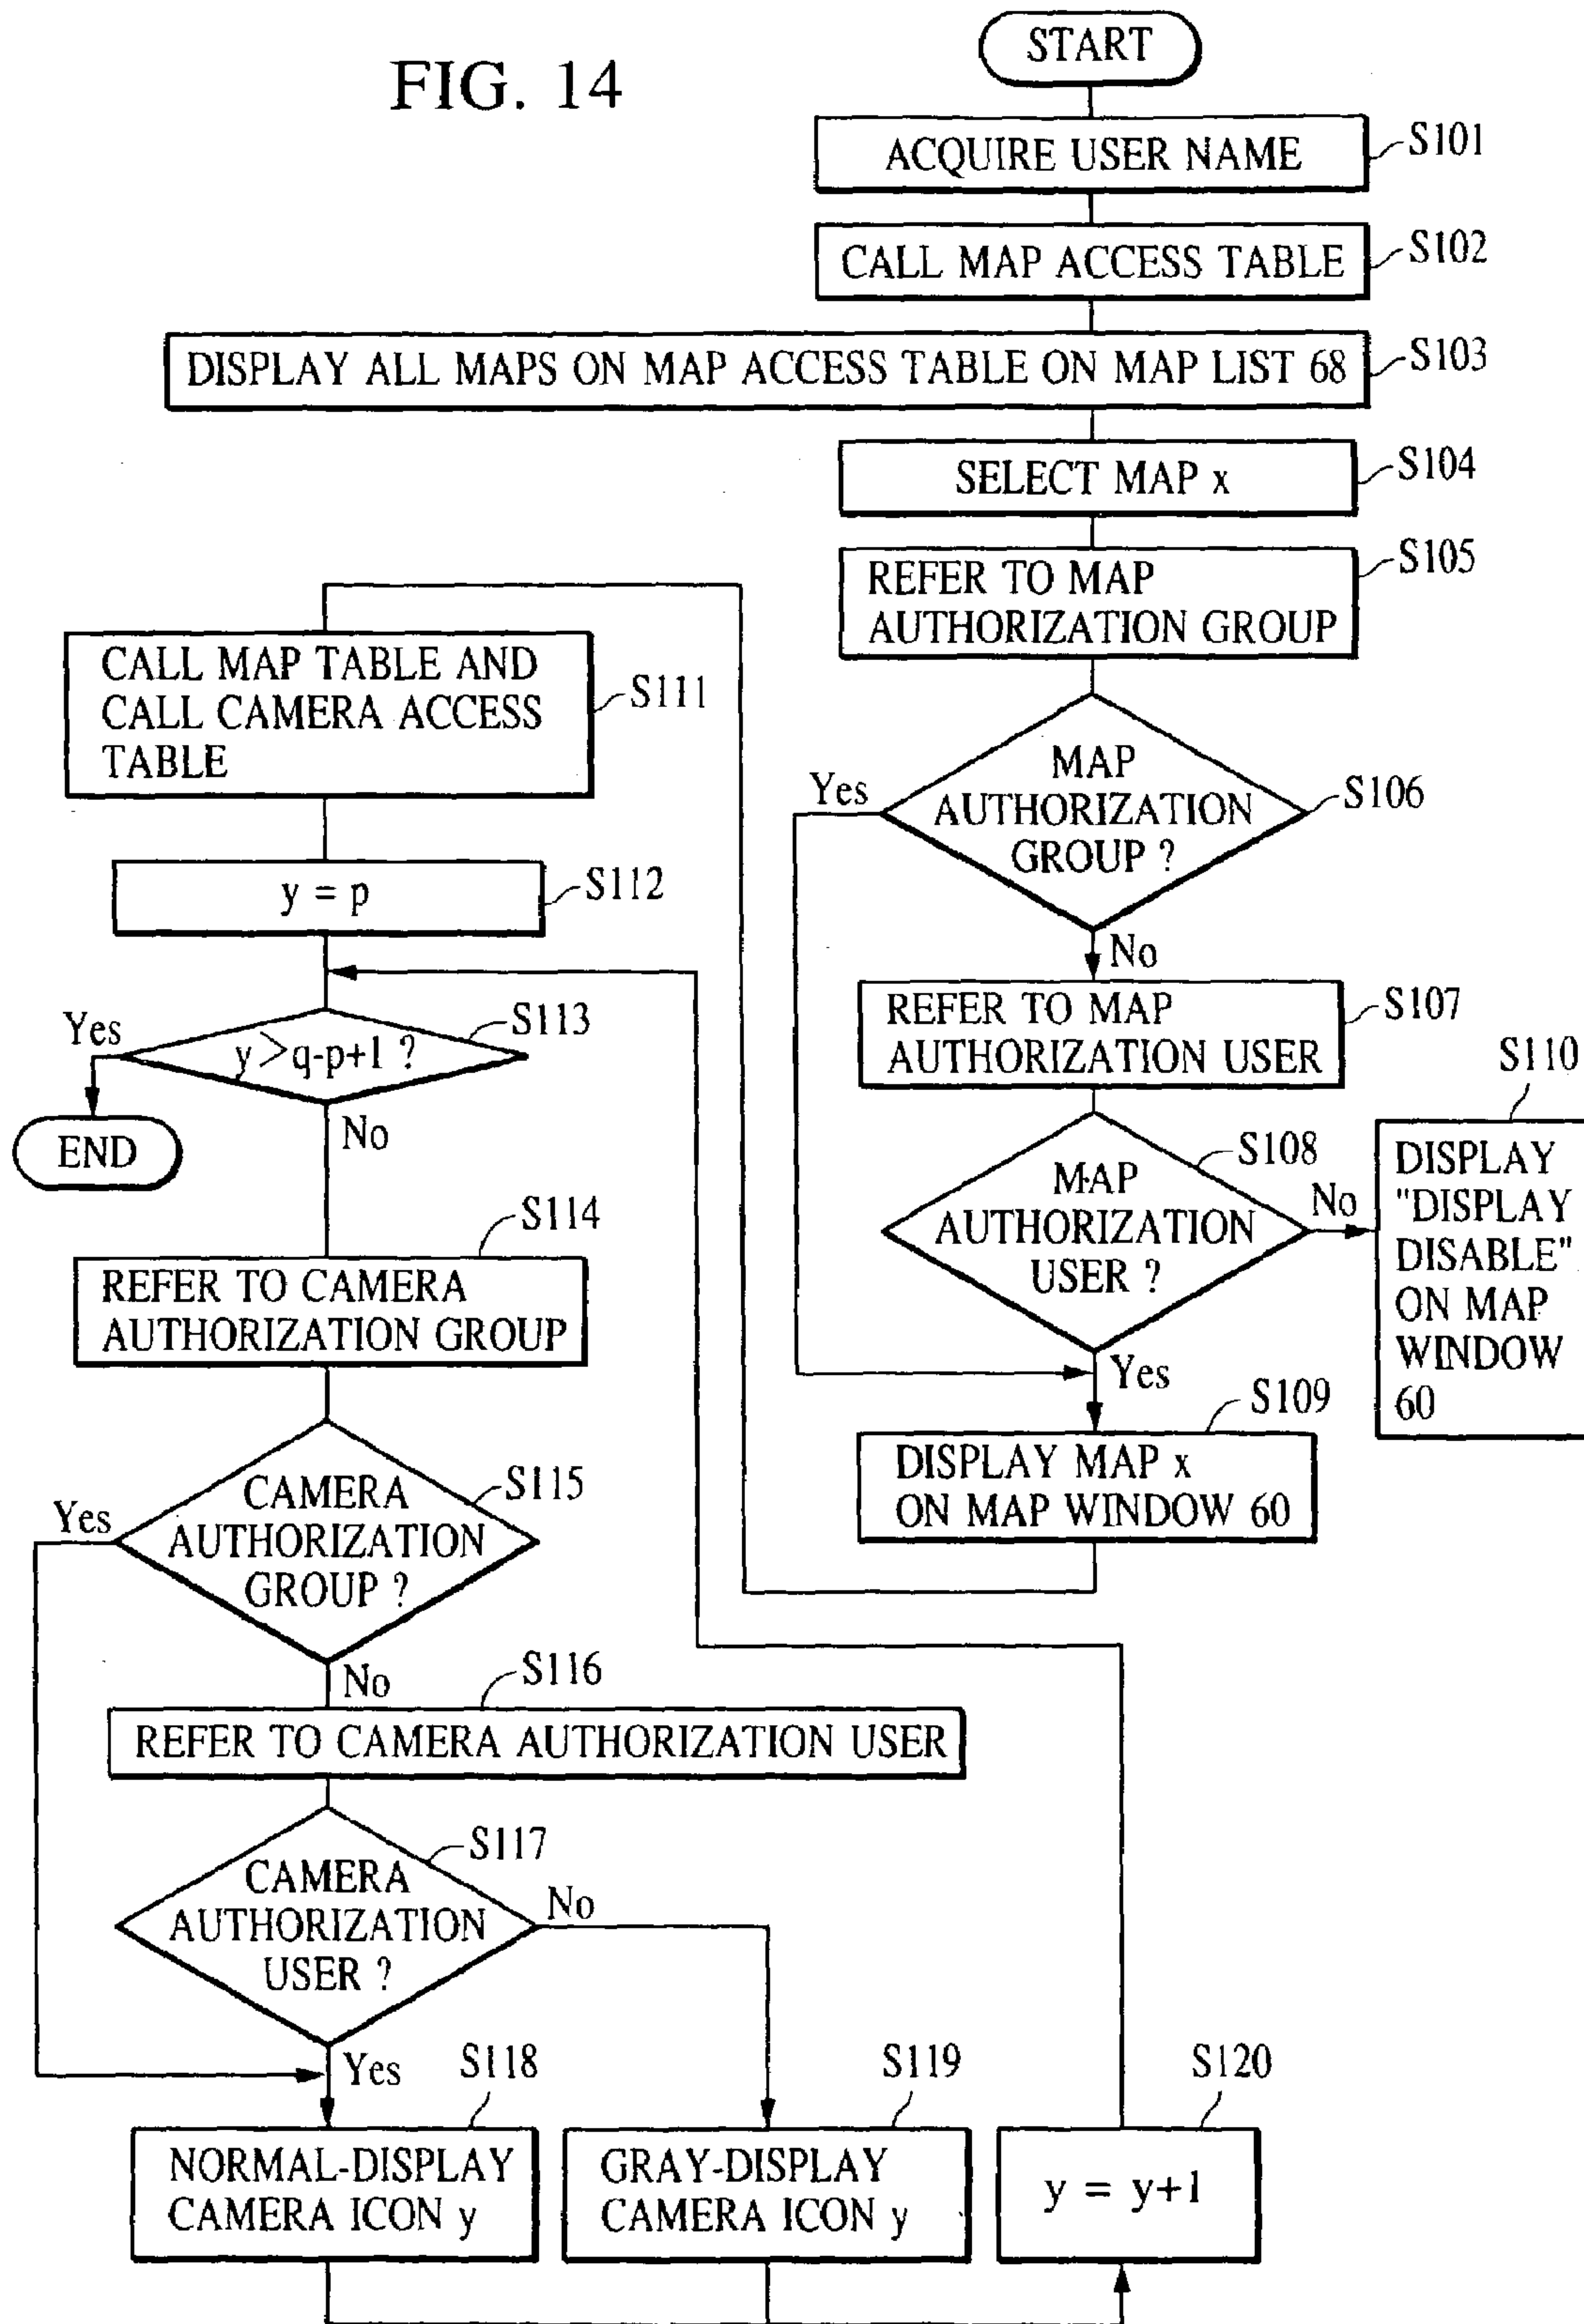 FIG. 14
START
ACQUIRE USER NAME
S101
CALL MAP ACCESS TABLE
S102
DISPLAY ALL MAPS ON MAP ACCESS TABLE ON MAP LIST 68
S103
SELECT MAP x
S104
REFER TO MAP
AUTHORIZATION GROUP
S105
MAP
AUTHORIZATION
GROUP ?
S106
Yes
No
REFER TO MAP
AUTHORIZATION USER
S107
MAP
AUTHORIZATION
USER ?
S108
No
Yes
S110
DISPLAY
"DISPLAY
DISABLE"
ON MAP
WINDOW
60
S109
DISPLAY MAP x
ON MAP WINDOW 60
CALL MAP TABLE AND
CALL CAMERA ACCESS
TABLE
S111
y = p
S112
y>q-p+1 ?
S113
Yes
END
No
S114
REFER TO CAMERA
AUTHORIZATION GROUP
CAMERA
AUTHORIZATION
GROUP ?
S115
Yes
No
S116
REFER TO CAMERA AUTHORIZATION USER
CAMERA
AUTHORIZATION
USER ?
S117
No
Yes
S118
NORMAL-DISPLAY
CAMERA ICON y
S119
GRAY-DISPLAY
CAMERA ICON y
S120
y = y+1